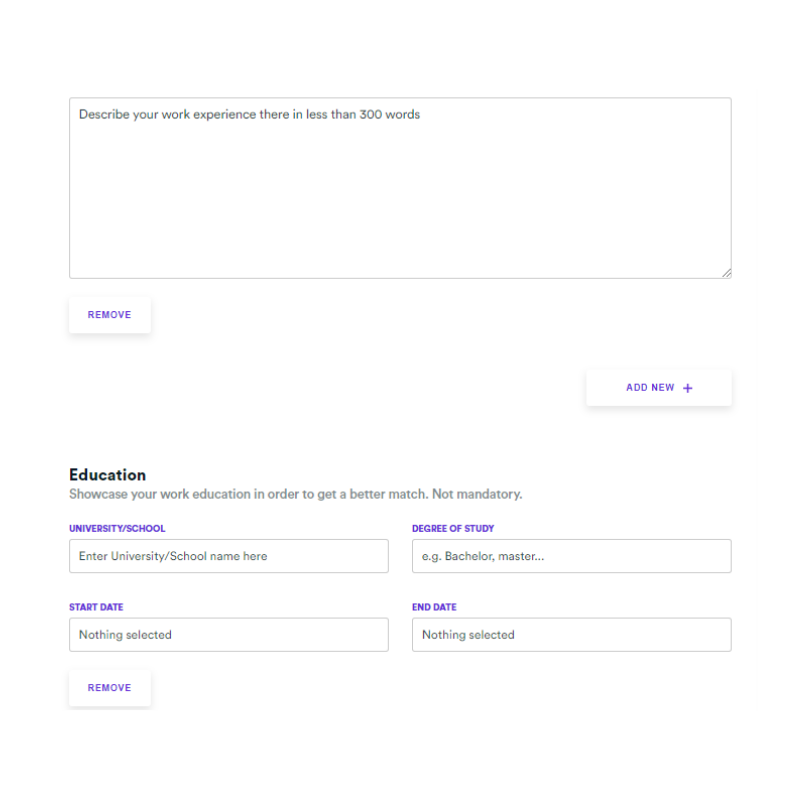 Describe your work experience there in less than 300 words
REMOVE
ADD NEW +
Education
Showcase your work education in order to get a better match. Not mandatory.
UNIVERSITY/SCHOOL
DEGREE OF STUDY
Enter University/School name here
e.g. Bachelor, master...
START DATE
END DATE
Nothing selected
Nothing selected
REMOVE